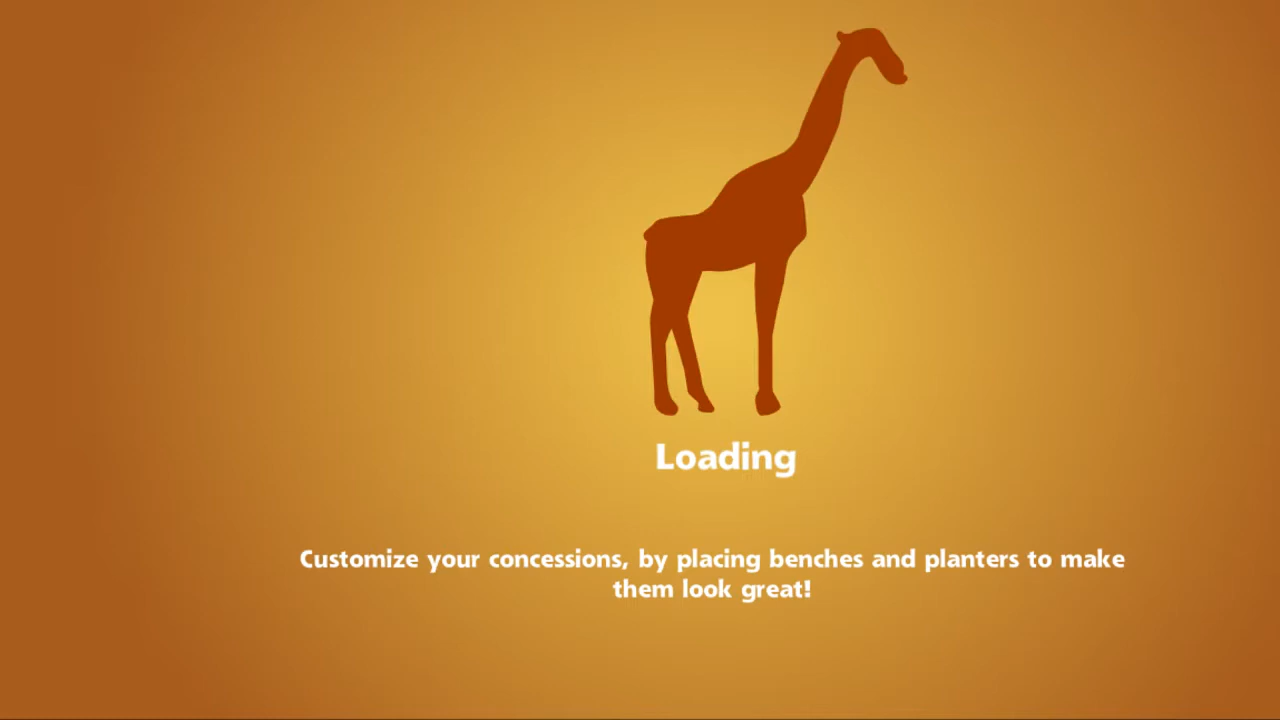 Loading
Customize your concessions, by placing benches and planters to make
them look great!